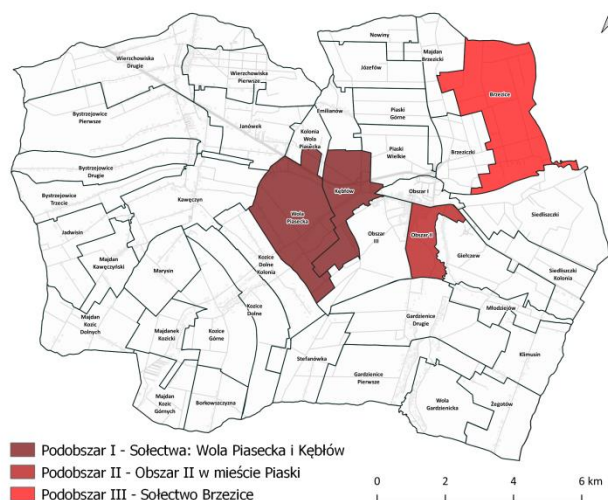 Nowiny
Wierzchowiska
Drugie
Majdan
Brzezicki
Wierzchowiska
Pierwsze
Józefów
Brzezice
Bystrzejowice
Pierwsze
Emilianów
Piaski
Górne
Janówek
Kolonia
Wola
Piasecka
Piaski
Wielkie
Brzeziczki
Bystrzejowice
Drugie
Kębłów
Obszar I
Bystrzejowice
Trzecie
Kawęczyn
Siedliszczki
Wola
Piasecka
Jadwisin
Obszar
III
Obszar II
Kozice
Dolne
Kolonia
Giełczew
Majdan
Kawęczyński
Marysin
Siedliszczki
Kolonia
Kozice
Dolne
Młodziejów
Majdan
Kozic
Dolnych
Gardzienice
Drugie
Majdanek
Kozicki
Kozice
Górne
Stefanówka
Klimusin
Gardzienice
Pierwsze
Majdan
Kozic
Górnych
Borkowszczyzna
Wola
Gardzienicka
Żegotów
Podobszar I - Sołectwa: Wola Piasecka i Kębłów
Podobszar II - Obszar II w mieście Piaski
Podobszar III - Sołectwo Brzezice
0 2 4 6 km